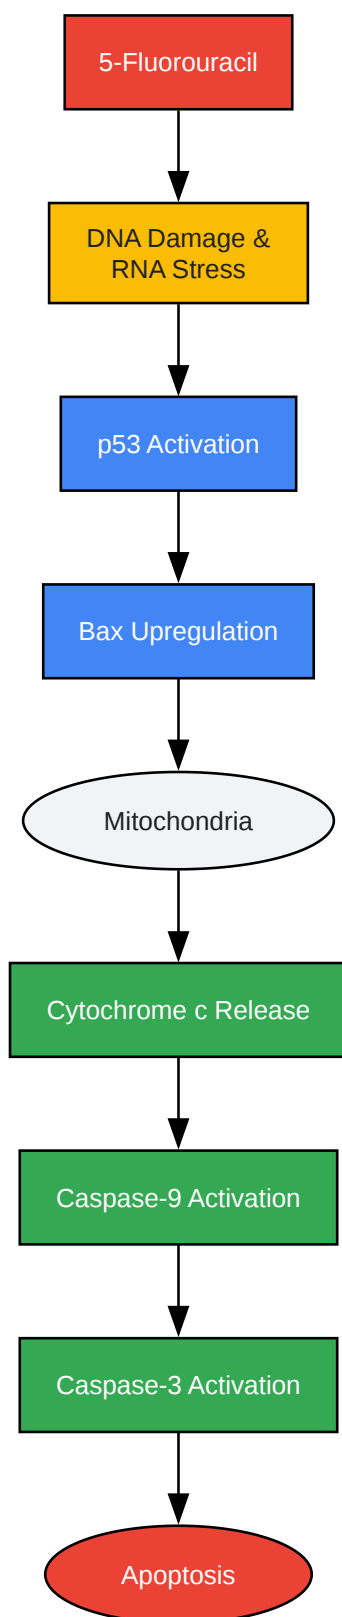 5-Fluorouracil
DNA Damage &
RNA Stress
p53 Activation
Bax Upregulation
Mitochondria
Cytochrome c Release
Caspase-9 Activation
Caspase-3 Activation
Apoptosis